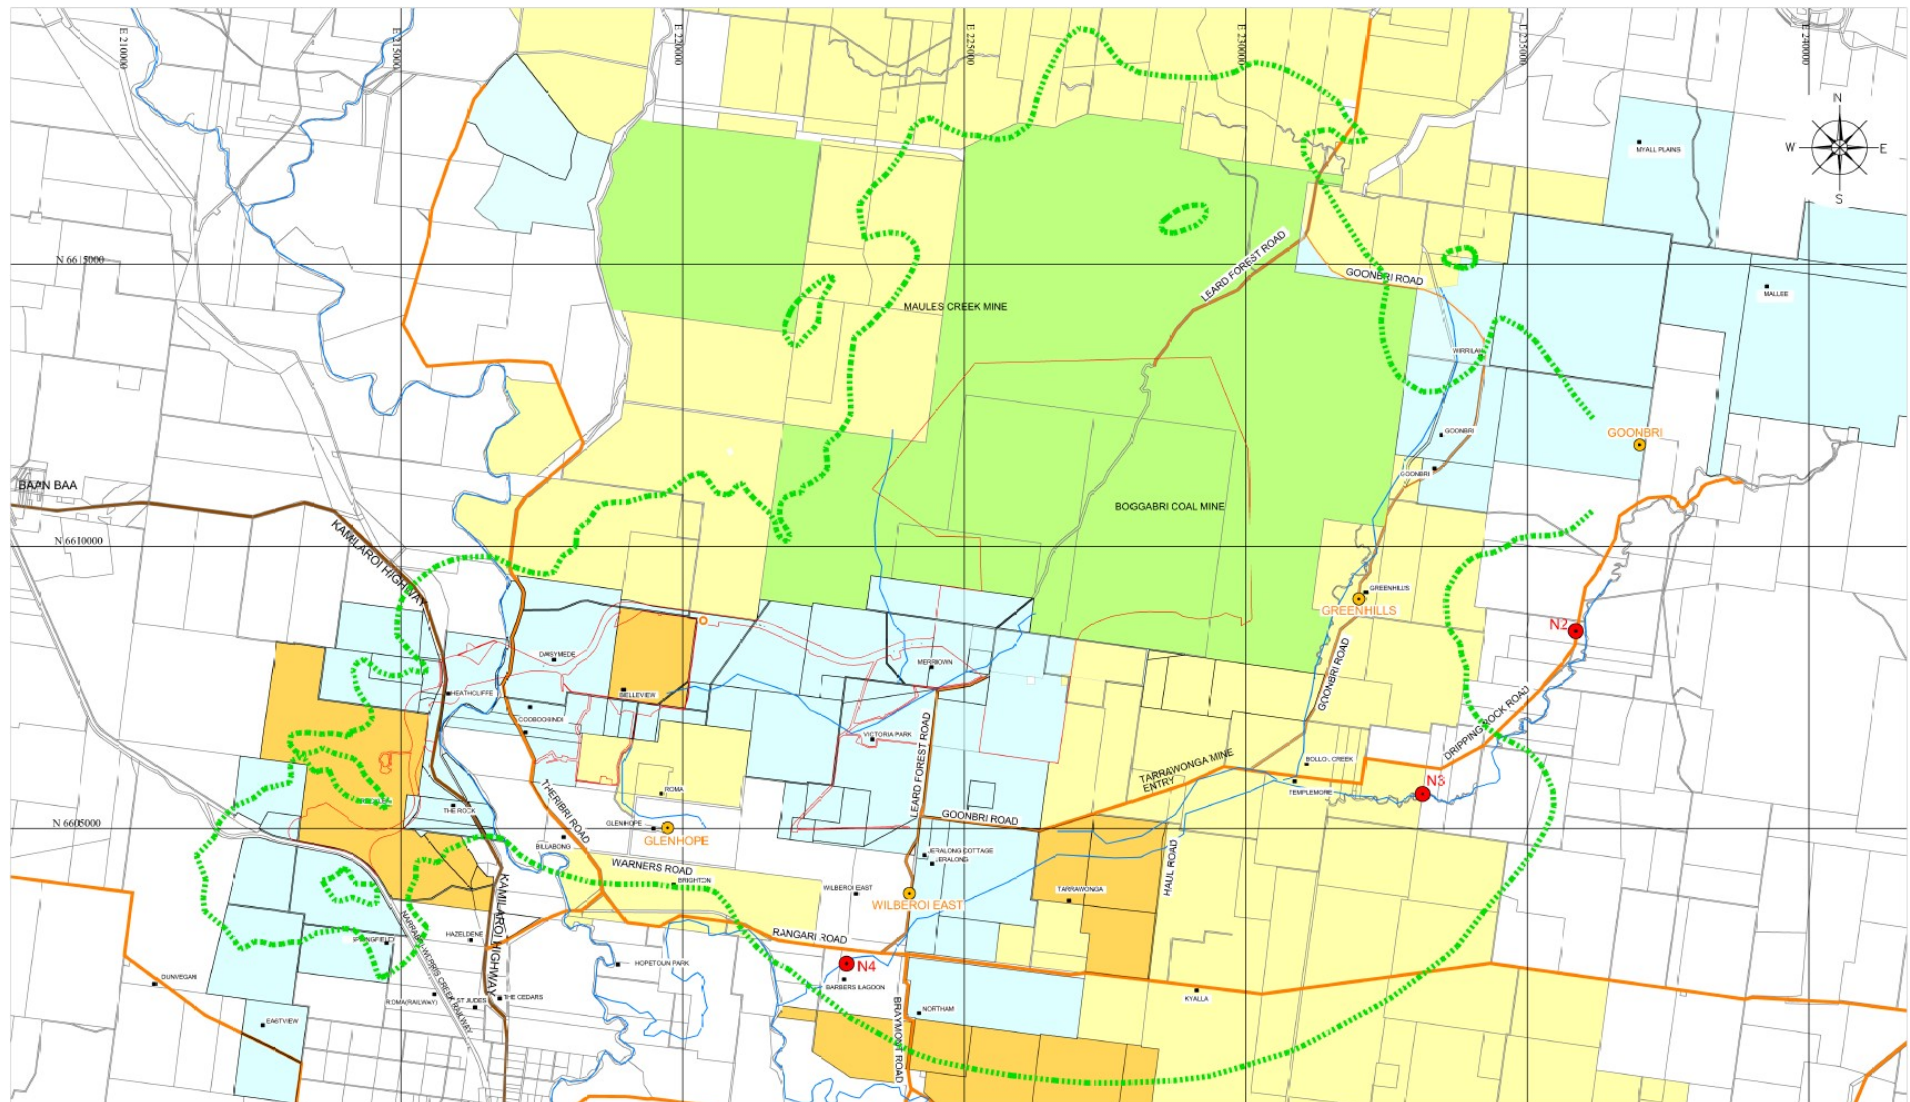 E 210000
E 215000
E 220000
E 225000
E 230000
E 235000
E 240000
N
W
E
S
MYALL PLAINS
N 6615000
LEARD FOREST ROAD
GOONBRI ROAD
MALLEE
MAULES CREEK MINE
GOONBRI
GOONBRI
GOONBRI
BAAN BAA
BOGGABRI COAL MINE
KAMILAROI HIGHWAY
N 6610000
GREENHILLS
GREENHILLS
N2
GOONBRI ROAD
DAISYMEDE
MERRIOWN
HEATHCLIFFE
BELLEVIEW
COOBOOBINDI
VICTORIA PARK
LEARD FOREST ROAD
DRIPPING ROCK ROAD
TARRAWONGA MINE
ENTRY
BOLLOL CREEK
TEMPLEMORE
N3
ROMA
THE ROCK
THERIBRI ROAD
N 6605000
GLENHOPE
GLENHOPE
GOONBRI ROAD
BILLABONG
WARNERS ROAD
JERALONG COTTAGE
JERALONG
HAUL ROAD
BRIGHTON
WILBEROI EAST
WILBEROI EAST
TARRAWONGA
KAMILAROI HIGHWAY
NARRABRI-WERRIS CREEK RAILWAY
HAZELDENE
RANGARI ROAD
SPRINGFIELD
N4
HOPETOUN PARK
DUNVEGAN
BARBERS LAGOON
KYALLA
ROMA(RAILWAY)
ST JUDES
THE CEDARS
NORTHAM
BRAYMONT ROAD
EASTVIEW